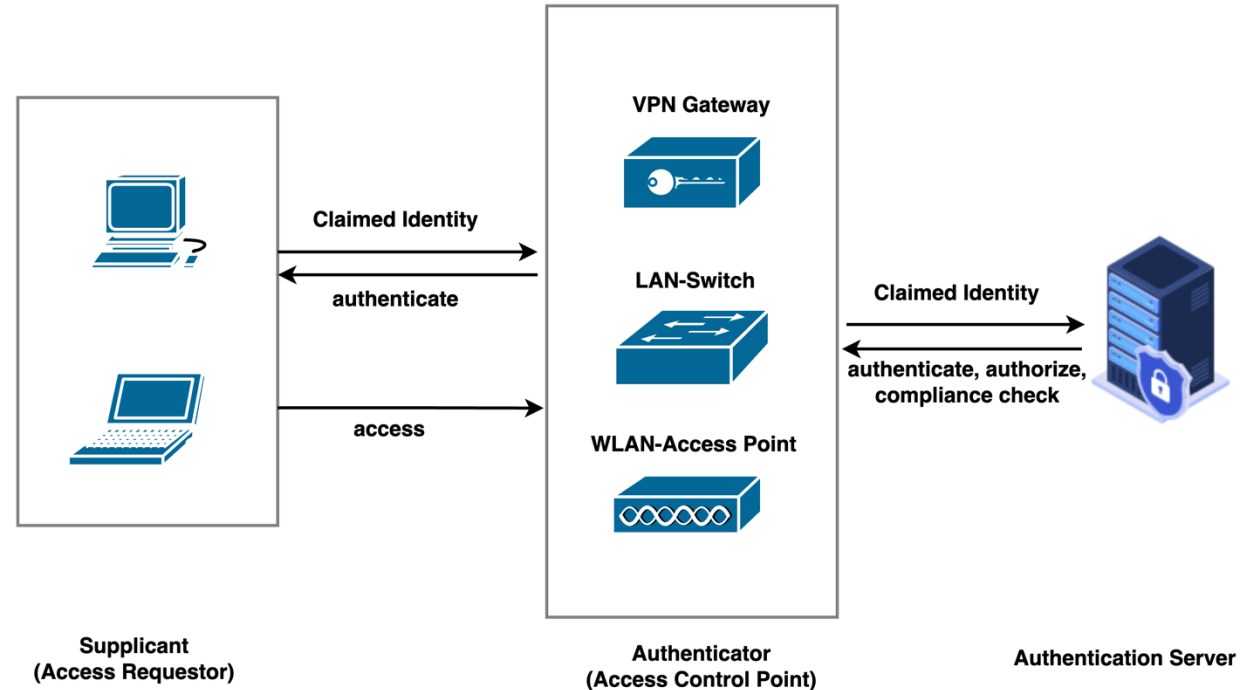 VPN Gateway
Claimed Identity
authenticate
LAN-Switch
Claimed Identity
authenticate, authorize,
compliance check
access
WLAN-Access Point
Supplicant
(Access Requestor)
Authenticator
(Access Control Point)
Authentication Server